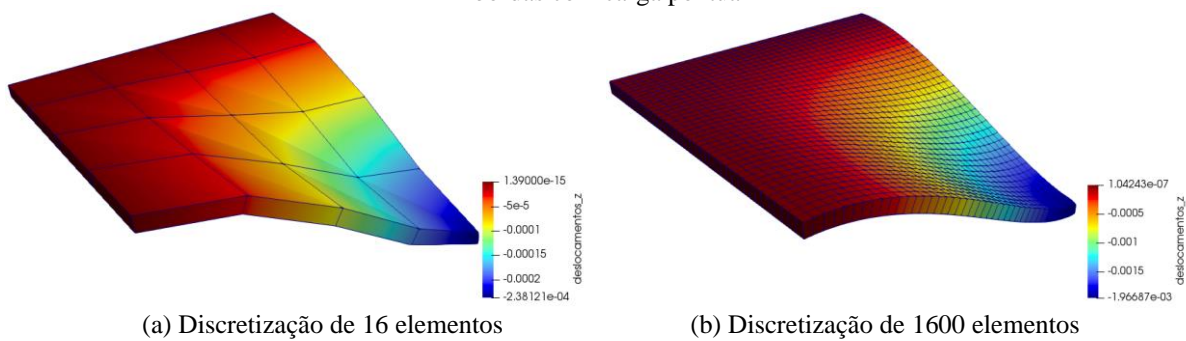 1.39000e-15
-5e-5
-0.0001
-0.00015
-0.0002
-2.38121e-04
deslocamentos_z
1.04243e-07
-0.0005
-0.001
-0.0015
-1.96687e-03
deslocamentos_z
(a) Discretização de 16 elementos
(b) Discretização de 1600 elementos